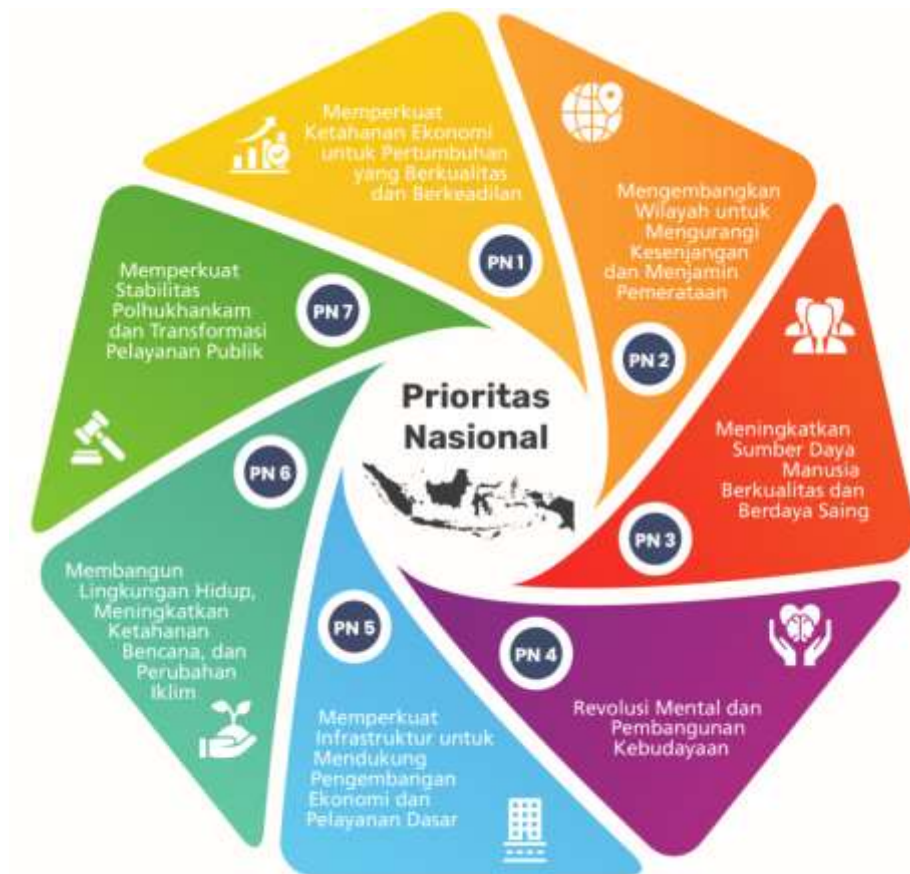 Prioritas
Nasional
Memperkuat
Ketahanan Ekonomi
untuk Pertumbuhan
yang Berkualitas
dan Berkeadilan
PN 1
Mengembangkan
Wilayah untuk
Mengurangi
Kesenjangan
dan Menjamin
Pemerataan
PN 2
Meningkatkan
Sumber Daya
Manusia
Berkualitas dan
Berdaya Saing
PN 3
PN 4
Revolusi Mental dan
Pembangunan
Kebudayaan
PN 5
Memperkuat
Infrastruktur untuk
Mendukung
Pengembangan
Ekonomi dan
Pelayanan Dasar
PN 6
Membangun
Lingkungan Hidup,
Meningkatkan
Ketahanan
Bencana, dan
Perubahan
Iklim
Memperkuat
Stabilitas
Polhukhankam
dan Transformasi
Pelayanan Publik
PN 7